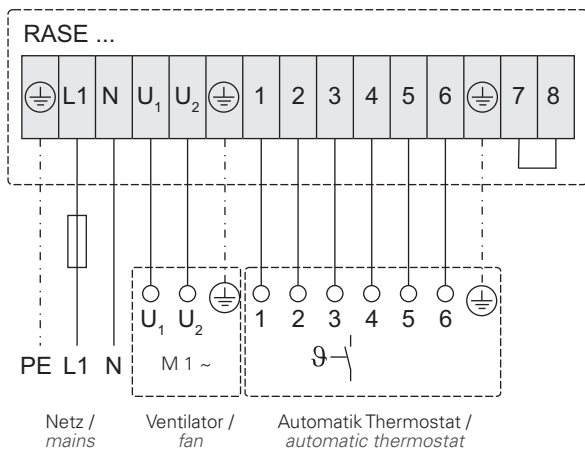 RASE ...
L1 N U₁ U₂ 1 2 3 4 5 6 7 8
U₁ U₂ 1 2 3 4 5 6
PE L1 N M 1 ~ ϑ
Netz / Ventilator / Automatik Thermostat /
mains fan automatic thermostat